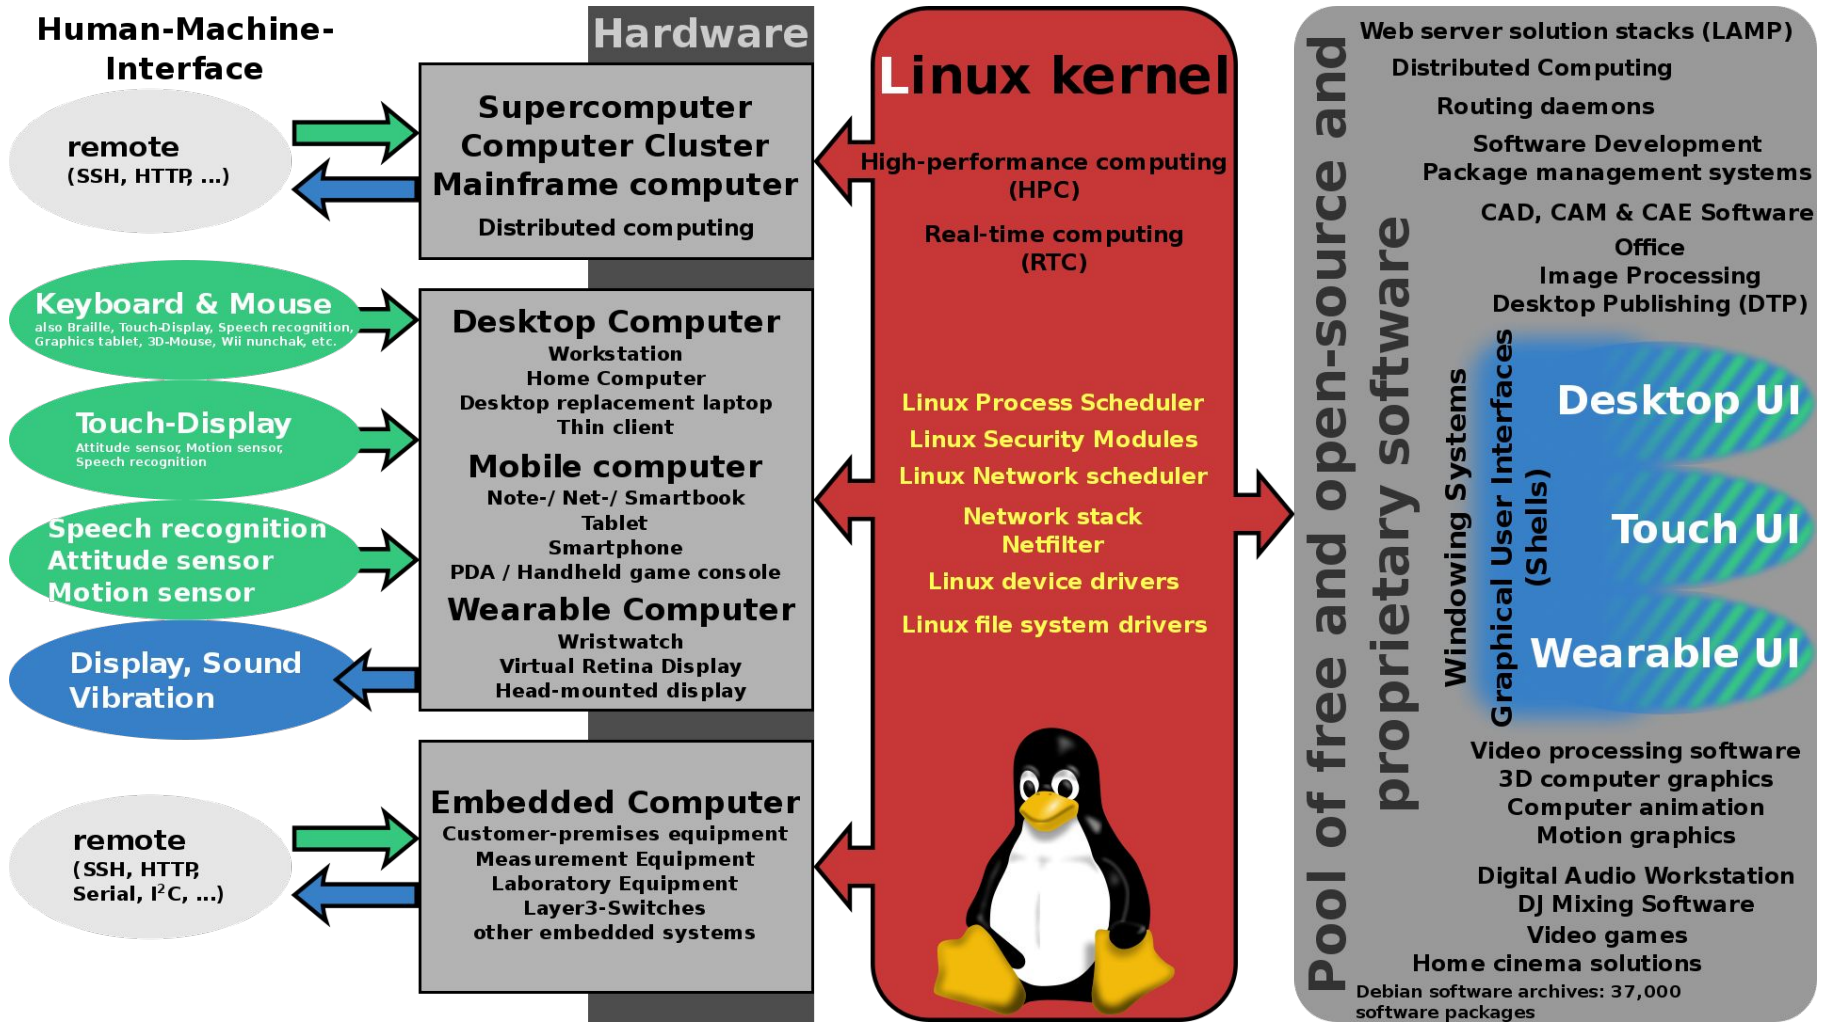 Human-Machine-
Interface
remote
(SSH, HTTP, ...)
Keyboard & Mouse
also Braille, Touch-Display, Speech recognition,
Graphics tablet, 3D-Mouse, Wii nunchak, etc.
Touch-Display
Attitude sensor, Motion sensor,
Speech recognition
Speech recognition
Attitude sensor
Motion sensor
Display, Sound
Vibration
remote
(SSH, HTTP,
Serial, I²C, ...)
Hardware
Supercomputer
Computer Cluster
Mainframe computer
Distributed computing
Desktop Computer
Workstation
Home Computer
Desktop replacement laptop
Thin client
Mobile computer
Note-/ Net-/ Smartbook
Tablet
Smartphone
PDA / Handheld game console
Wearable Computer
Wristwatch
Virtual Retina Display
Head-mounted display
Embedded Computer
Customer-premises equipment
Measurement Equipment
Laboratory Equipment
Layer3-Switches
other embedded systems
Linux kernel
High-performance computing
(HPC)
Real-time computing
(RTC)
Linux Process Scheduler
Linux Security Modules
Linux Network scheduler
Network stack
Netfilter
Linux device drivers
Linux file system drivers
Pool of free and open-source and
proprietary software
Web server solution stacks (LAMP)
Distributed Computing
Routing daemons
Software Development
Package management systems
CAD, CAM & CAE Software
Office
Image Processing
Desktop Publishing (DTP)
Windowing Systems
Graphical User Interfaces
(Shells)
Desktop UI
Touch UI
Wearable UI
Video processing software
3D computer graphics
Computer animation
Motion graphics
Digital Audio Workstation
DJ Mixing Software
Video games
Home cinema solutions
Debian software archives: 37,000
software packages